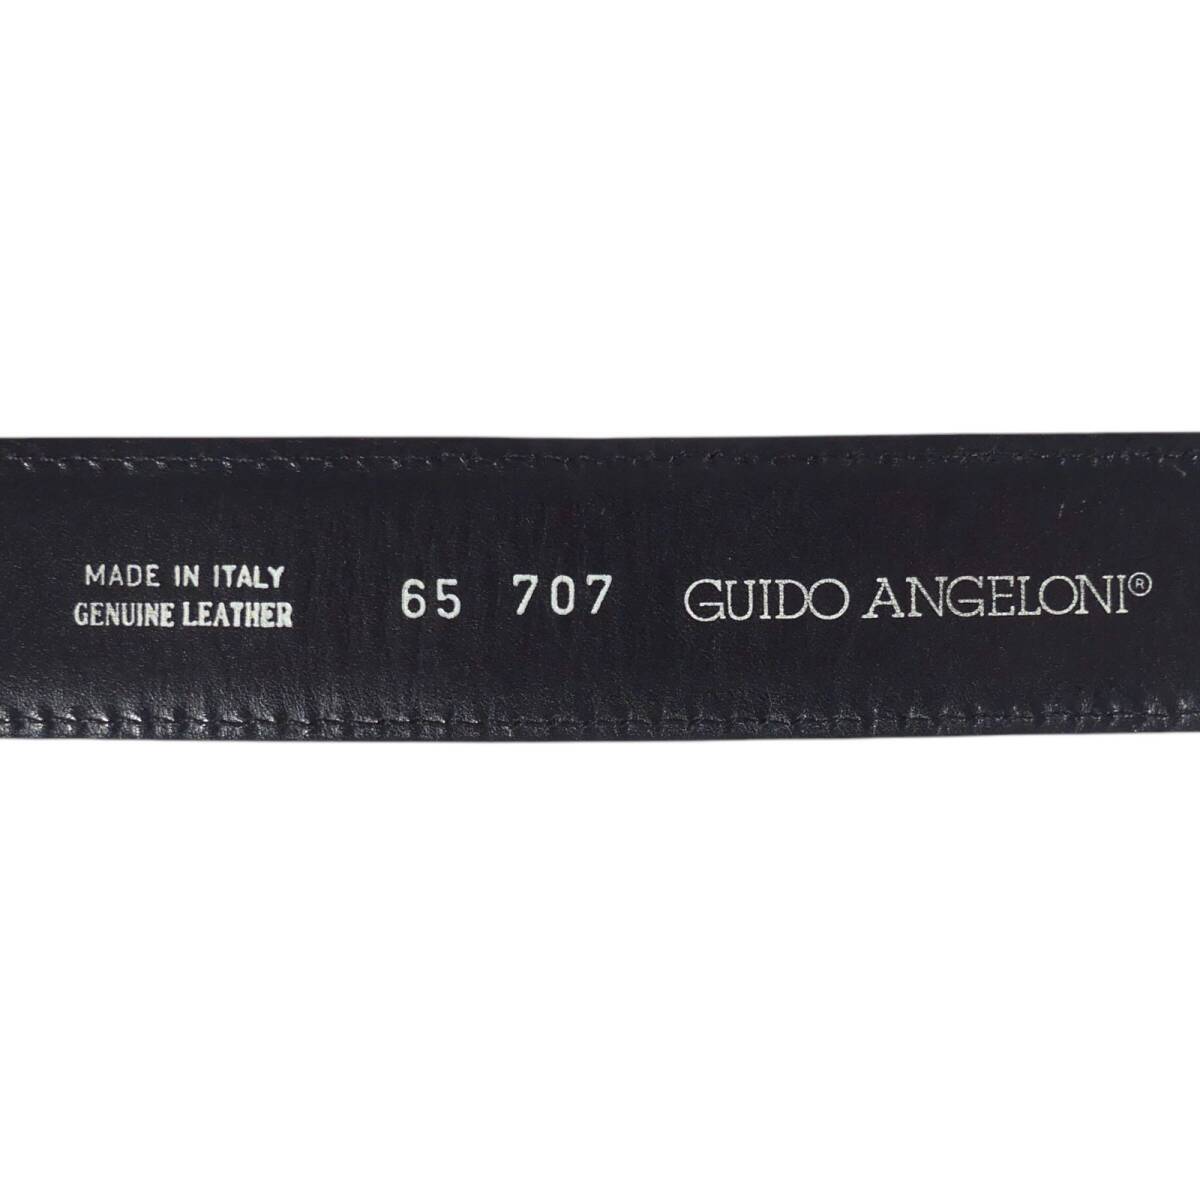 MADE IN ITALY
GENUINE LEATHER
65 707
GUIDO ANGELONI®